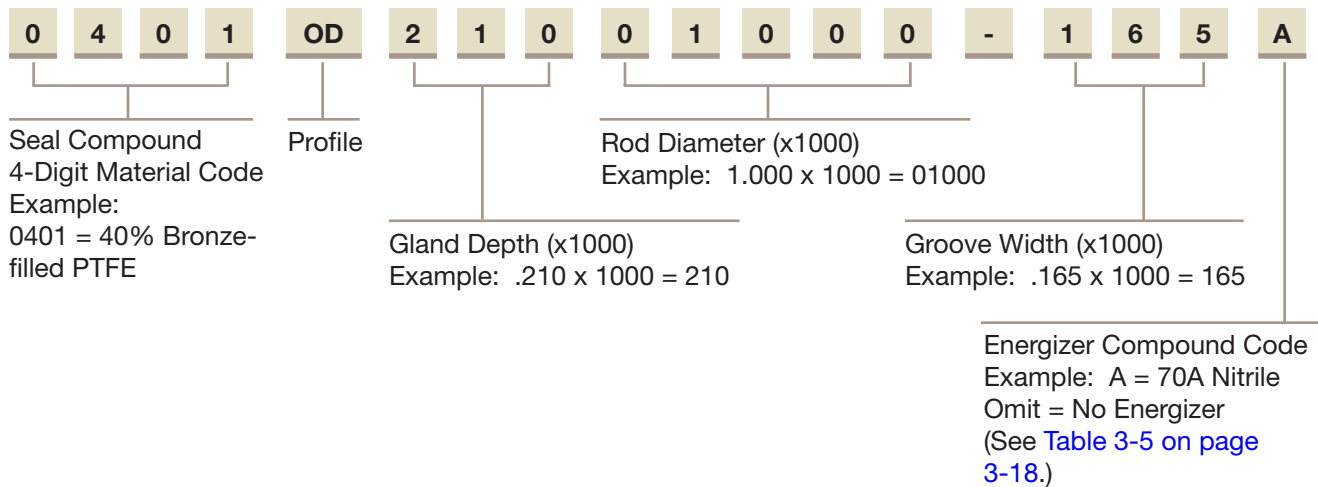 0 4 0 1 OD 2 1 0 0 1 0 0 0 - 1 6 5 A
Seal Compound
4-Digit Material Code
Example:
0401 = 40% Bronze-
filled PTFE
Profile
Gland Depth (x1000)
Example: .210 x 1000 = 210
Rod Diameter (x1000)
Example: 1.000 x 1000 = 01000
Groove Width (x1000)
Example: .165 x 1000 = 165
Energizer Compound Code
Example: A = 70A Nitrile
Omit = No Energizer
(See Table 3-5 on page
3-18.)